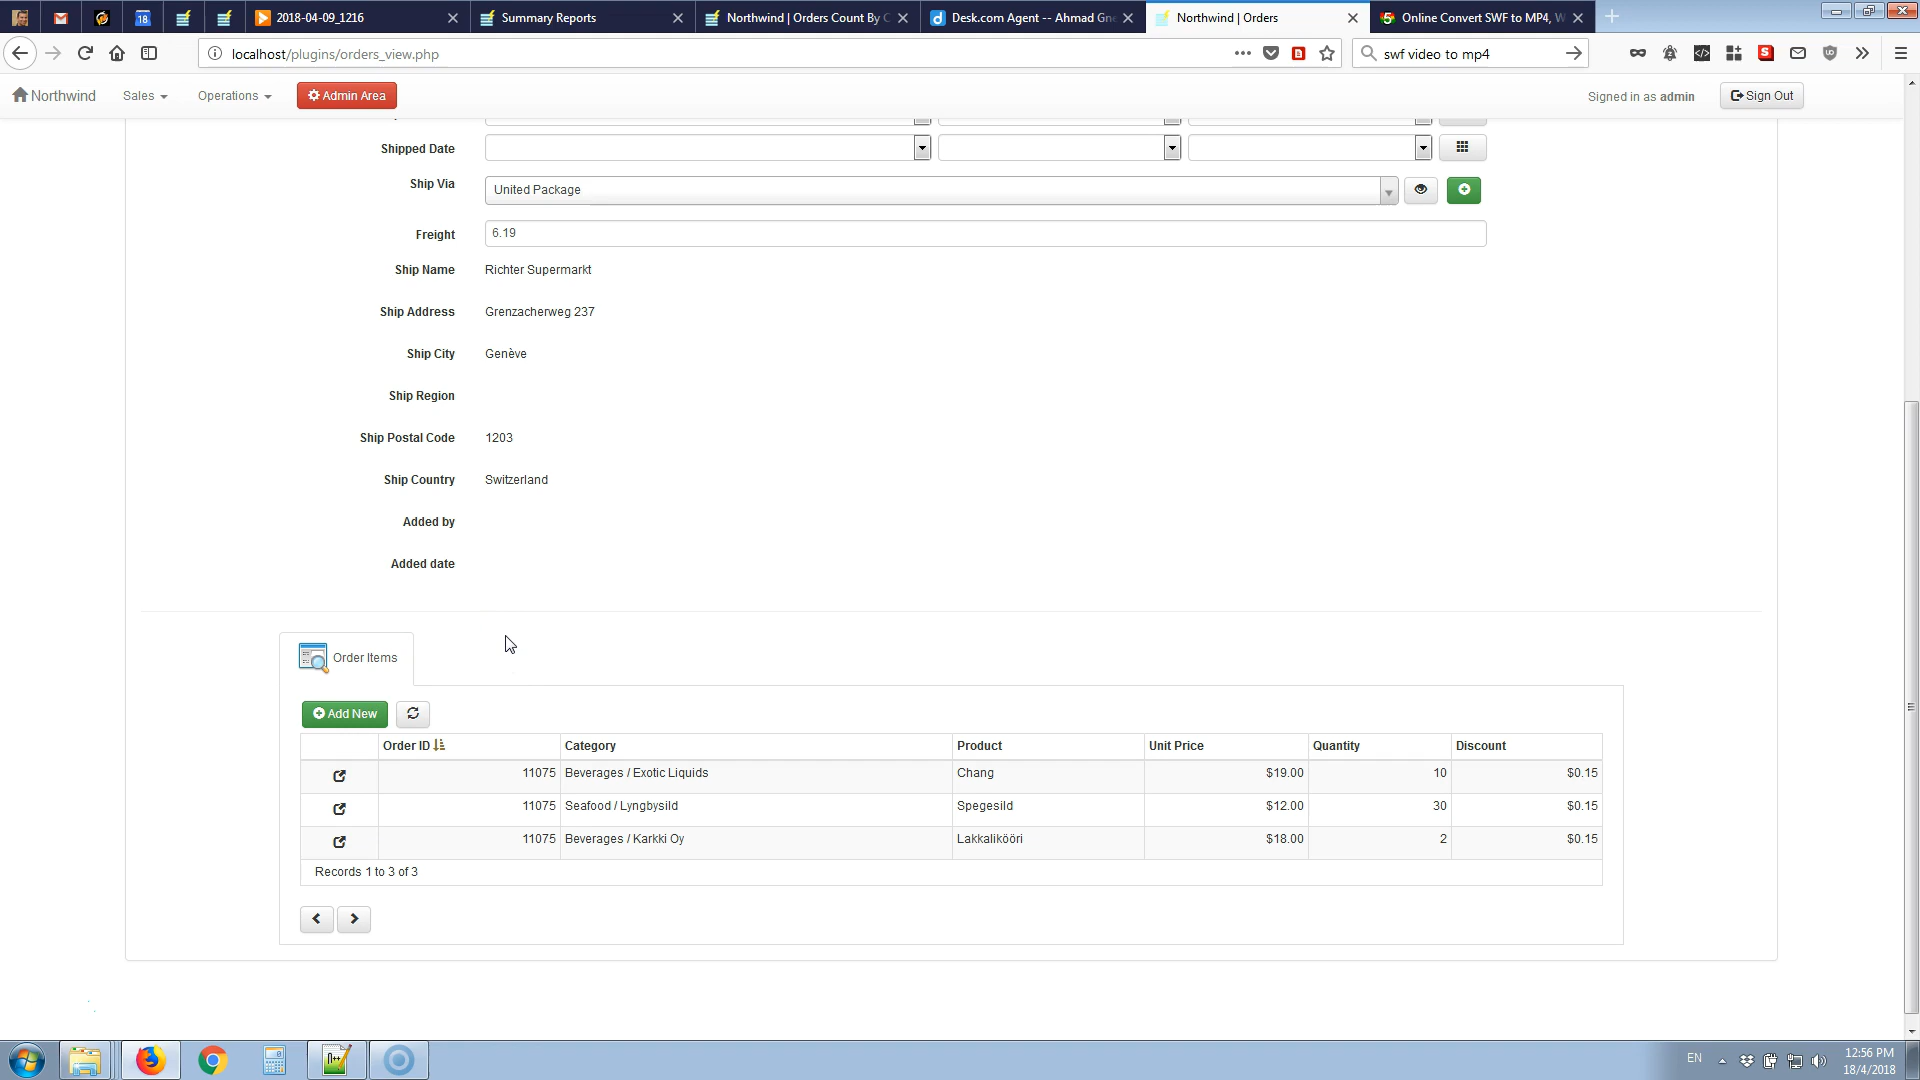 2018-04-09_1216
Summary Reports
Northwind | Orders Count By C
Desk.com Agent -- Ahmad Gne
Northwind | Orders
Online Convert SWF to MP4, W
localhost/plugins/orders_view.php
swf video to mp4
Northwind
Sales
Operations
Admin Area
Signed in as admin
Sign Out
Shipped Date
Ship Via
United Package
Freight
6.19
Ship Name
Richter Supermarkt
Ship Address
Grenzacherweg 237
Ship City
Genève
Ship Region
Ship Postal Code
1203
Ship Country
Switzerland
Added by
Added date
Order Items
Add New
Order ID Category Product Unit Price Quantity Discount
11075 Beverages / Exotic Liquids Chang $19.00 10 $0.15
11075 Seafood / Lyngbysild Spegesild $12.00 30 $0.15
11075 Beverages / Karkki Oy Lakkalikööri $18.00 2 $0.15
Records 1 to 3 of 3
EN
12:56 PM
18/4/2018